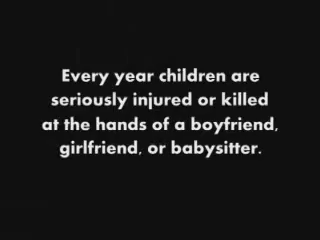 Every year children are
seriously injured or killed
at the hands of a boyfriend,
girlfriend, or babysitter.